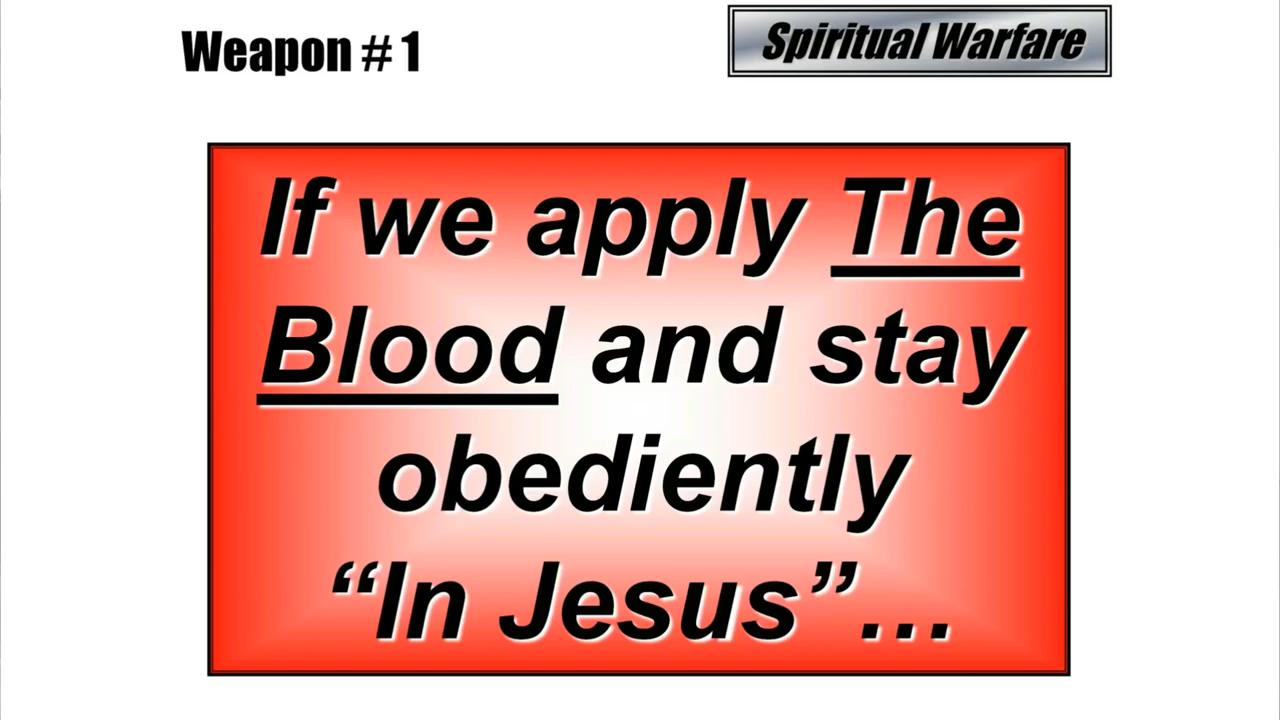 Weapon # 1
Spiritual Warfare
If we apply The
Blood and stay
obediently
“In Jesus”...